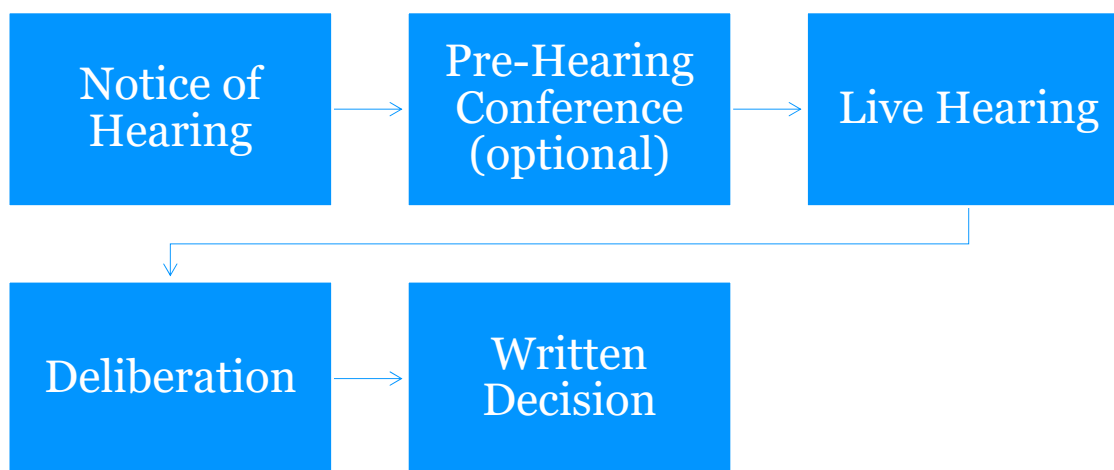 Notice of
Hearing
Pre-Hearing
Conference
(optional)
Live Hearing
Deliberation
Written
Decision